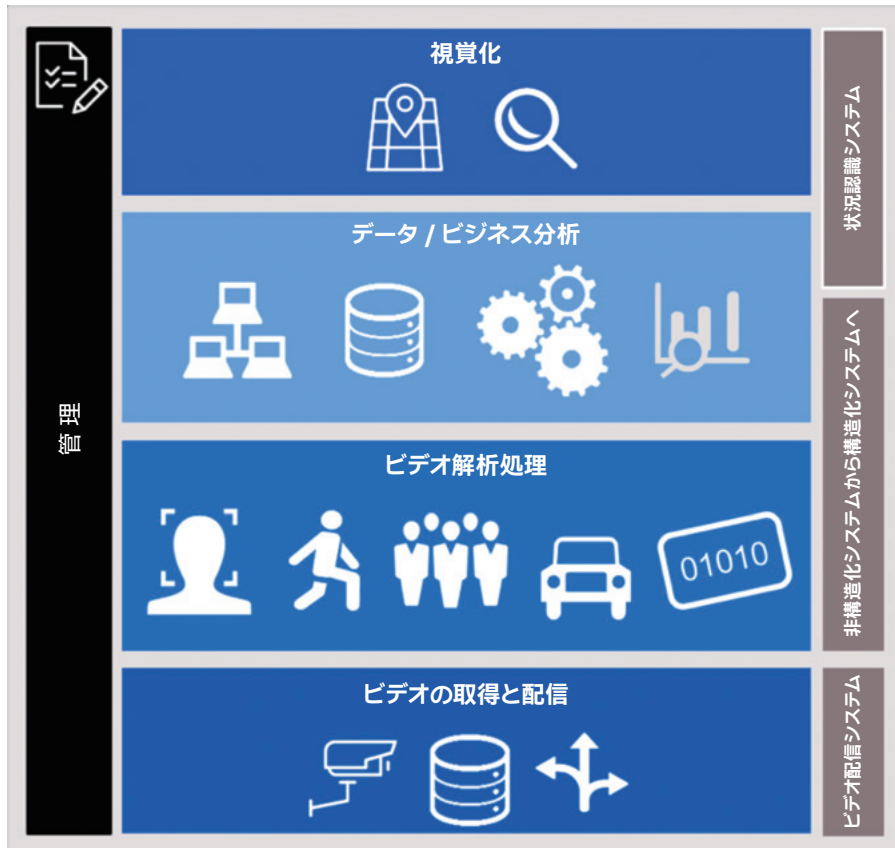 管理
視覚化
データ / ビジネス分析
ビデオ解析処理
01010
ビデオの取得と配信
状況認識システム
非構造化システムから構造化システムへ
ビデオ配信システム